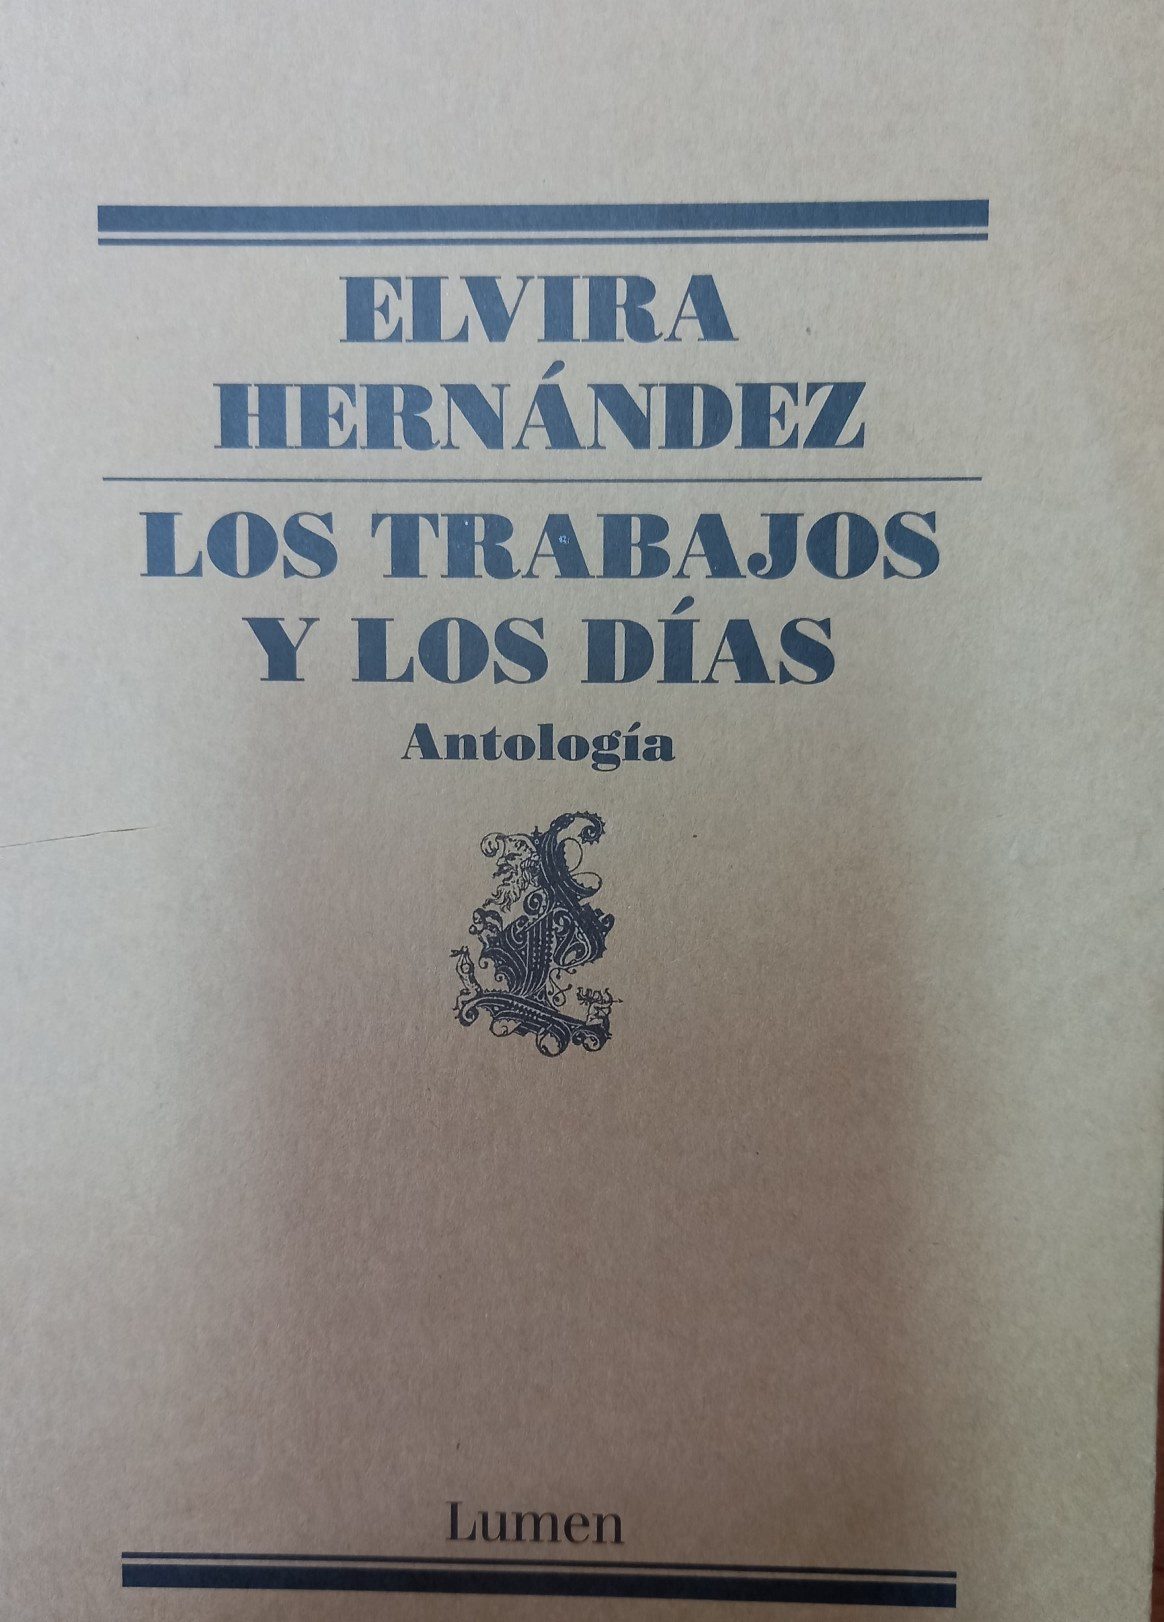 ELVIRA
HERNÁNDEZ
LOS TRABAJOS
Y LOS DÍAS
Antología
Lumen